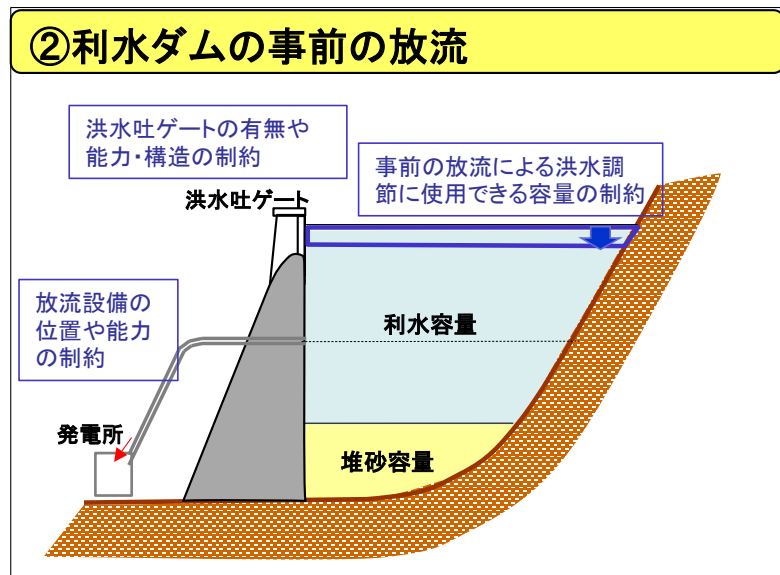 ②利水ダムの事前の放流
洪水吐ゲートの有無や
能力・構造の制約
事前の放流による洪水調
節に使用できる容量の制約
洪水吐ゲート
放流設備の
位置や能力
の制約
利水容量
発電所
堆砂容量